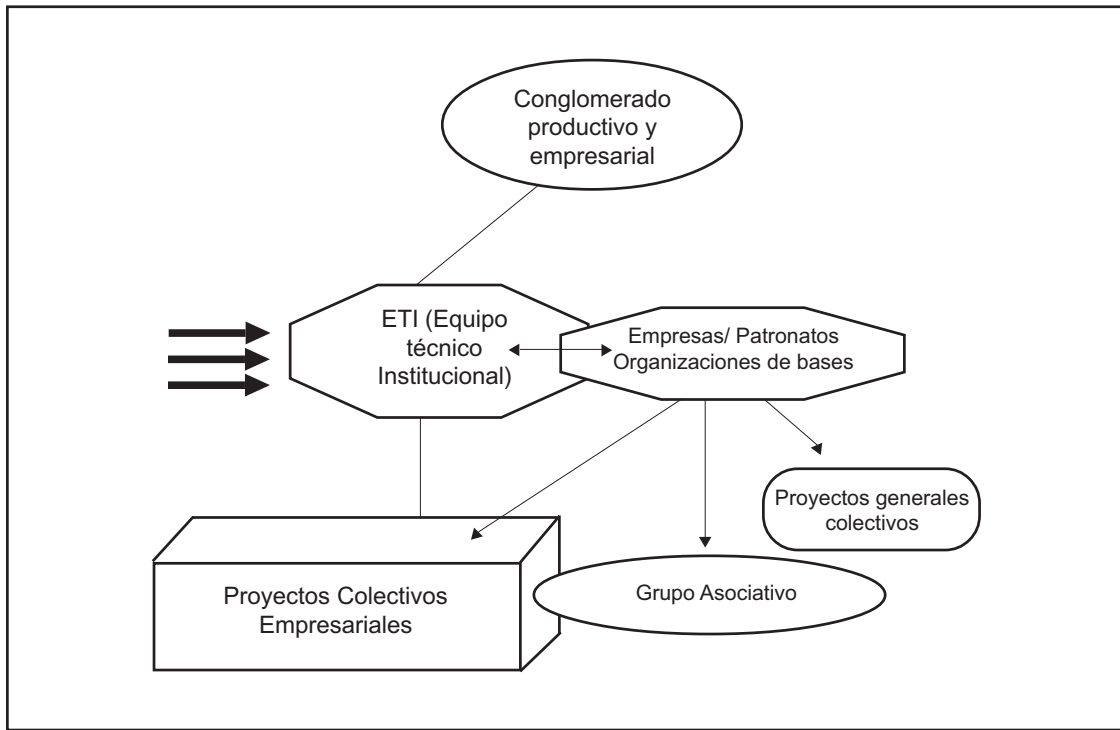 Conglomerado
productivo y
empresarial
ETI (Equipo
técnico
Institucional)
Empresas/ Patronatos
Organizaciones de bases
Proyectos generales
colectivos
Grupo Asociativo
Proyectos Colectivos
Empresariales